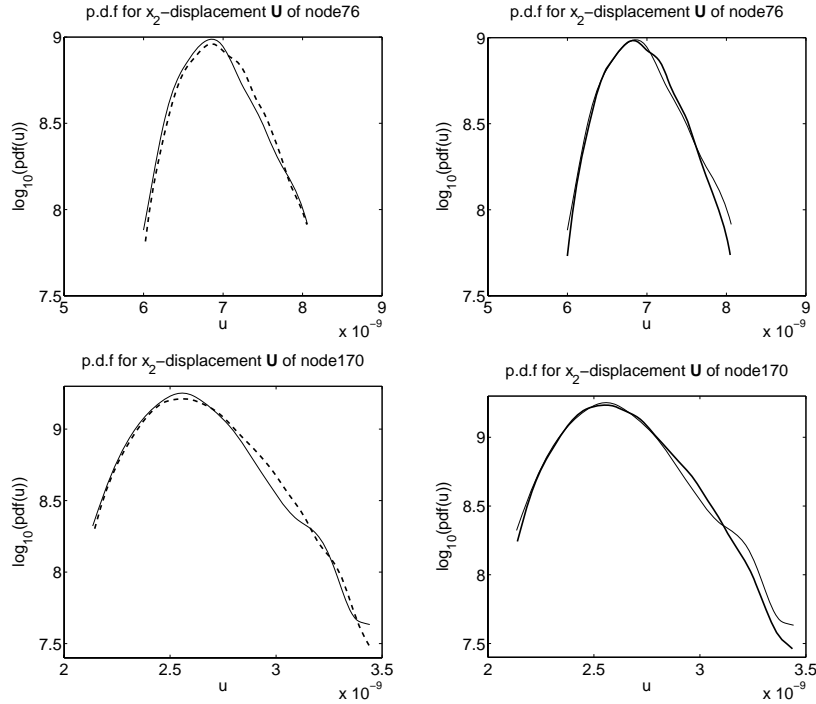 p.d.f for x2−displacement U of node76
9
8.5
8
7.5
log10(pdf(u))
5
6
7
8
9
u
x 10−9
p.d.f for x2−displacement U of node76
9
8.5
8
7.5
log10(pdf(u))
5
6
7
8
9
u
x 10−9
p.d.f for x2−displacement U of node170
9
8.5
8
7.5
log10(pdf(u))
2
2.5
3
3.5
u
x 10−9
p.d.f for x2−displacement U of node170
9
8.5
8
7.5
log10(pdf(u))
2
2.5
3
3.5
u
x 10−9